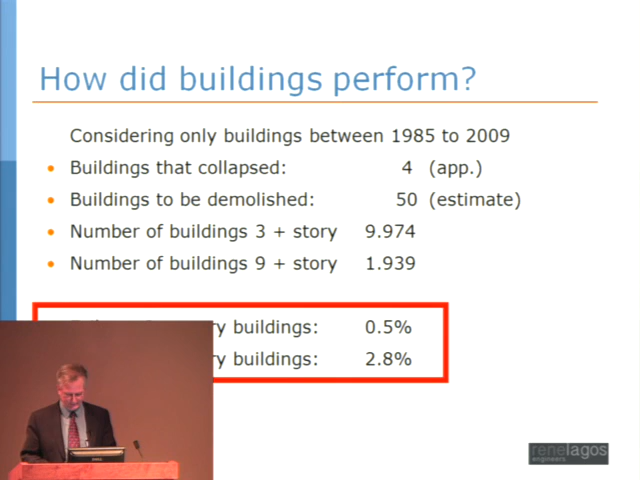 How did buildings perform?
Considering only buildings between 1985 to 2009
• Buildings that collapsed: 4 (app.)
• Buildings to be demolished: 50 (estimate)
• Number of buildings 3 + story 9.974
• Number of buildings 9 + story 1.939
buildings: 0.5%
buildings: 2.8%
renelagos
engineers